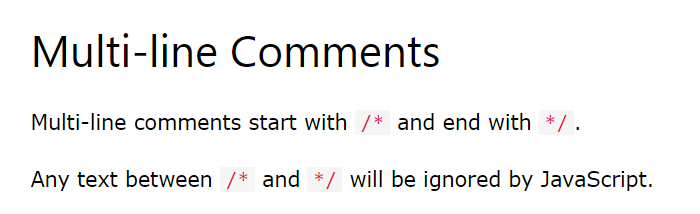 Multi-line Comments
Multi-line comments start with /* and end with */.
Any text between /* and */ will be ignored by JavaScript.